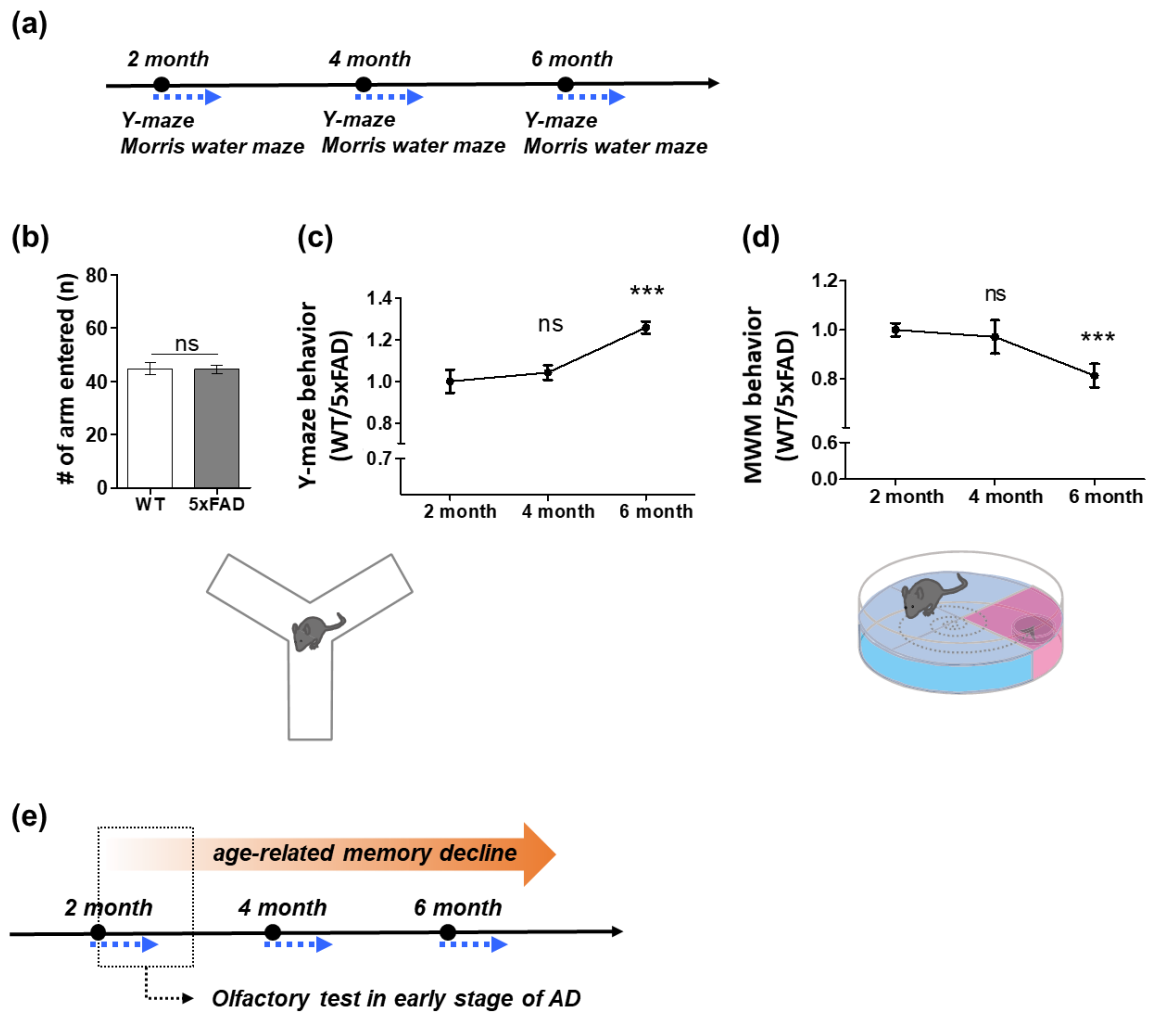 (a)
2 month
4 month
6 month
Y-maze
Morris water maze
Y-maze
Morris water maze
Y-maze
Morris water maze
(b)
# of arm entered (n)
80
60
40
20
0
ns
WT
5xFAD
(c)
Y-maze behavior
(WT/5xFAD)
1.4
1.2
1.0
0.8
0.7
ns
***
2 month
4 month
6 month
(d)
MWM behavior
(WT/5xFAD)
1.2
1.0
0.8
0.6
0.0
ns
***
2 month
4 month
6 month
(e)
age-related memory decline
2 month
4 month
6 month
Olfactory test in early stage of AD